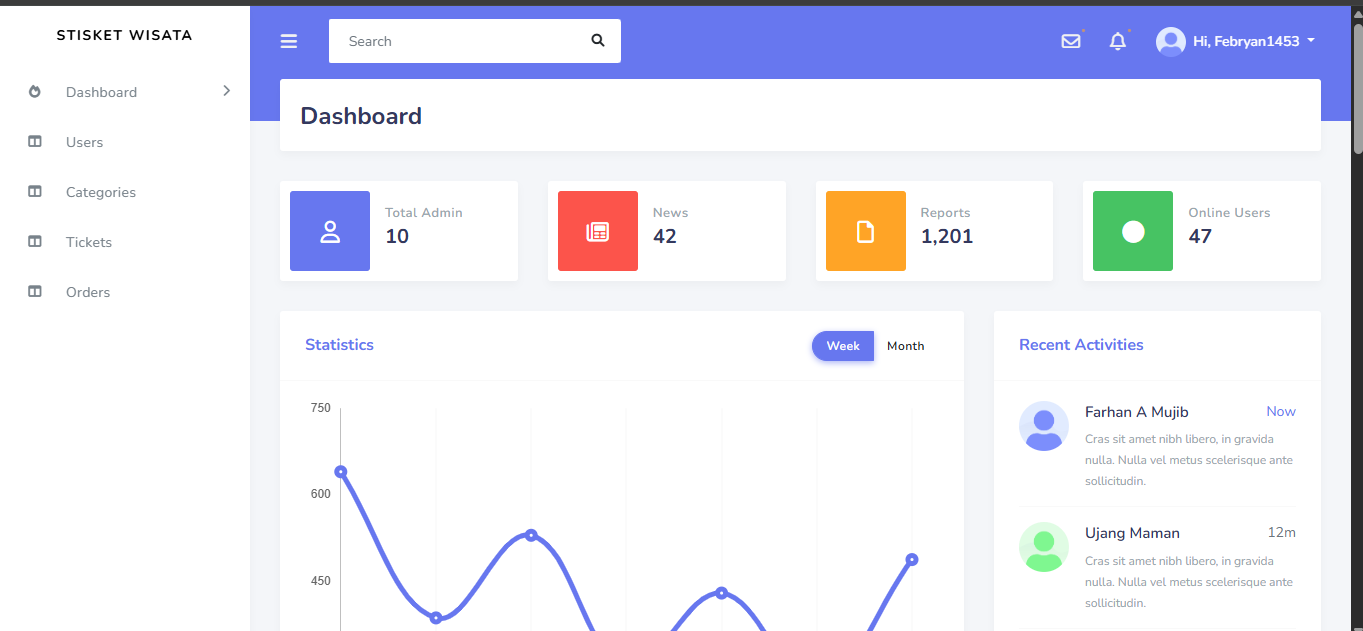 STISKET WISATA
Search
Hi, Febryan1453
Dashboard
Users
Categories
Tickets
Orders
Dashboard
Total Admin
10
News
42
Reports
1,201
Online Users
47
Statistics
Week
Month
750
600
450
Recent Activities
Farhan A Mujib
Now
Cras sit amet nibh libero, in gravida
nulla. Nulla vel metus scelerisque ante
sollicitudin.
Ujang Maman
12m
Cras sit amet nibh libero, in gravida
nulla. Nulla vel metus scelerisque ante
sollicitudin.